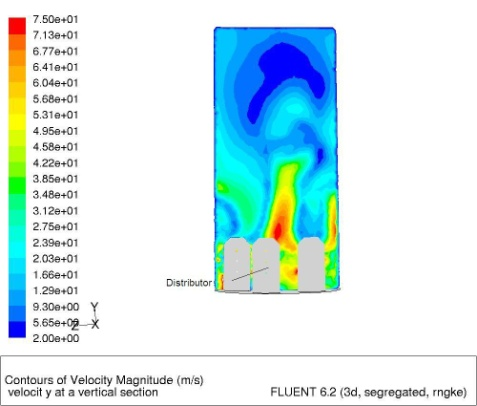 7.50e+01
7.13e+01
6.77e+01
6.41e+01
6.04e+01
5.68e+01
5.31e+01
4.95e+01
4.58e+01
4.22e+01
3.85e+01
3.48e+01
3.12e+01
2.75e+01
2.39e+01
2.03e+01
1.66e+01
1.29e+01
9.30e+00
5.65e+00
2.00e+00
Distributor
Y
Z
X
Contours of Velocity Magnitude (m/s)
velocit y at a vertical section
FLUENT 6.2 (3d, segregated, rngke)